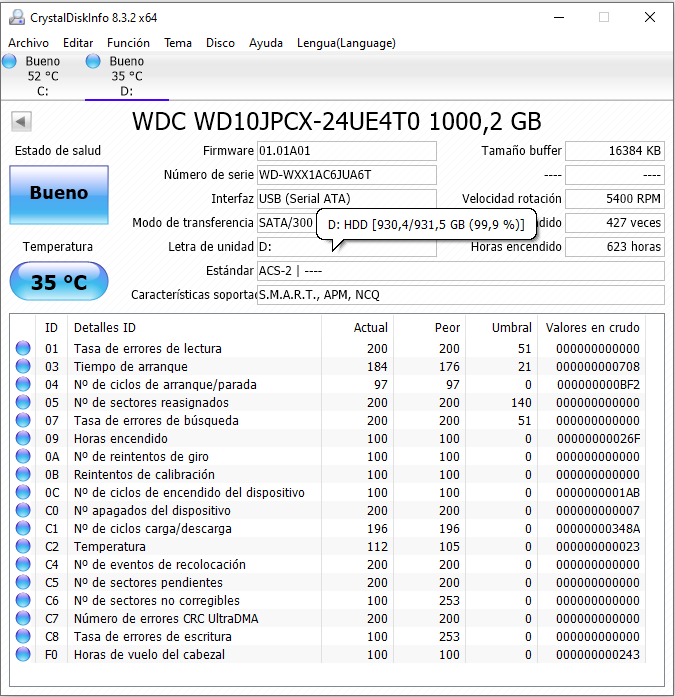 CrystalDiskInfo 8.3.2 x64
Archivo Editar Función Tema Disco Ayuda Lengua(Language)
Bueno Bueno
52 °C 35 °C
C: D:
WDC WD10JPCX-24UE4T0 1000,2 GB
Estado de salud Firmware 01.01A01 Tamaño buffer 16384 KB
Número de serie WD-WXX1AC6JUA6T ---- ----
Bueno Interfaz USB (Serial ATA) Velocidad rotación 5400 RPM
Modo de transferencia SATA/300 D: HDD [930,4/931,5 GB (99,9 %)] 427 veces
Temperatura Letra de unidad D: Horas encendido 623 horas
35 °C Estándar ACS-2 | ----
Características soportad S.M.A.R.T., APM, NCQ
ID Detalles ID Actual Peor Umbral Valores en crudo
01 Tasa de errores de lectura 200 200 51 000000000000
03 Tiempo de arranque 184 176 21 000000000708
04 Nº de ciclos de arranque/parada 97 97 0 000000000BF2
05 Nº de sectores reasignados 200 200 140 000000000000
07 Tasa de errores de búsqueda 200 200 51 000000000000
09 Horas encendido 100 100 0 00000000026F
0A Nº de reintentos de giro 100 100 0 000000000000
0B Reintentos de calibración 100 100 0 000000000000
0C Nº de ciclos de encendido del dispositivo 100 100 0 0000000001AB
C0 Nº apagados del dispositivo 200 200 0 000000000007
C1 Nº de ciclos carga/descarga 196 196 0 00000000348A
C2 Temperatura 112 105 0 000000000023
C4 Nº de eventos de recolocación 200 200 0 000000000000
C5 Nº de sectores pendientes 200 200 0 000000000000
C6 Nº de sectores no corregibles 100 253 0 000000000000
C7 Número de errores CRC UltraDMA 200 200 0 000000000000
C8 Tasa de errores de escritura 100 253 0 000000000000
F0 Horas de vuelo del cabezal 100 100 0 000000000243